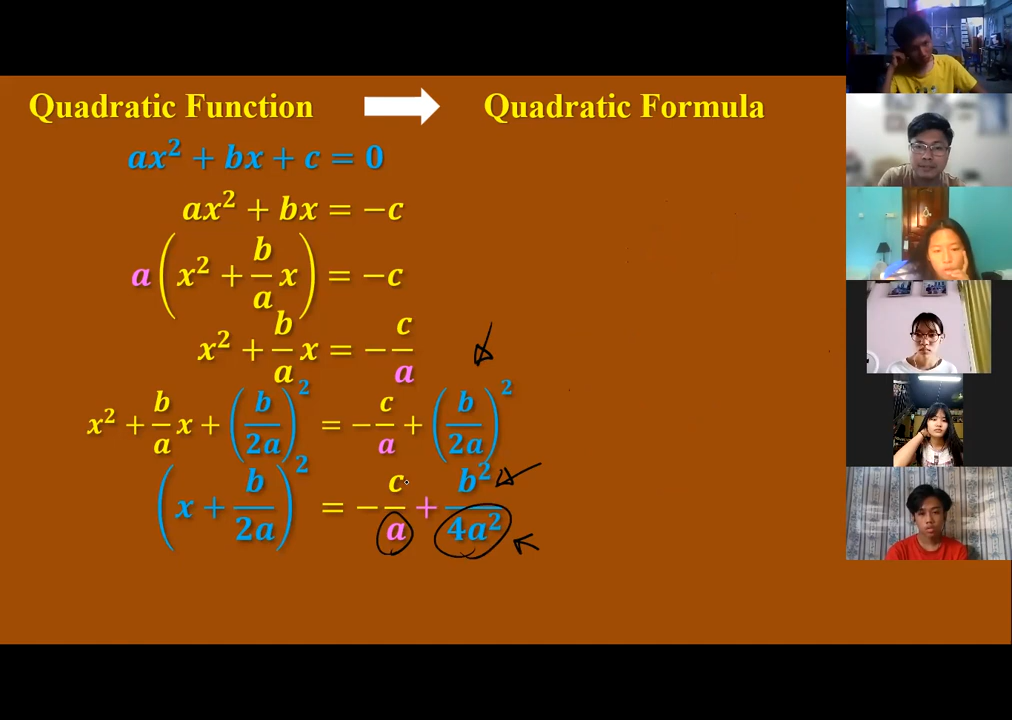 Quadratic Function Quadratic Formula
ax² + bx + c = 0
ax² + bx = −c
a(x² + b/a x) = −c
x² + b/a x = −c/a
x² + b/a x + (b/2a)² = −c/a + (b/2a)²
(x + b/2a)² = −c/a + b²/4a²